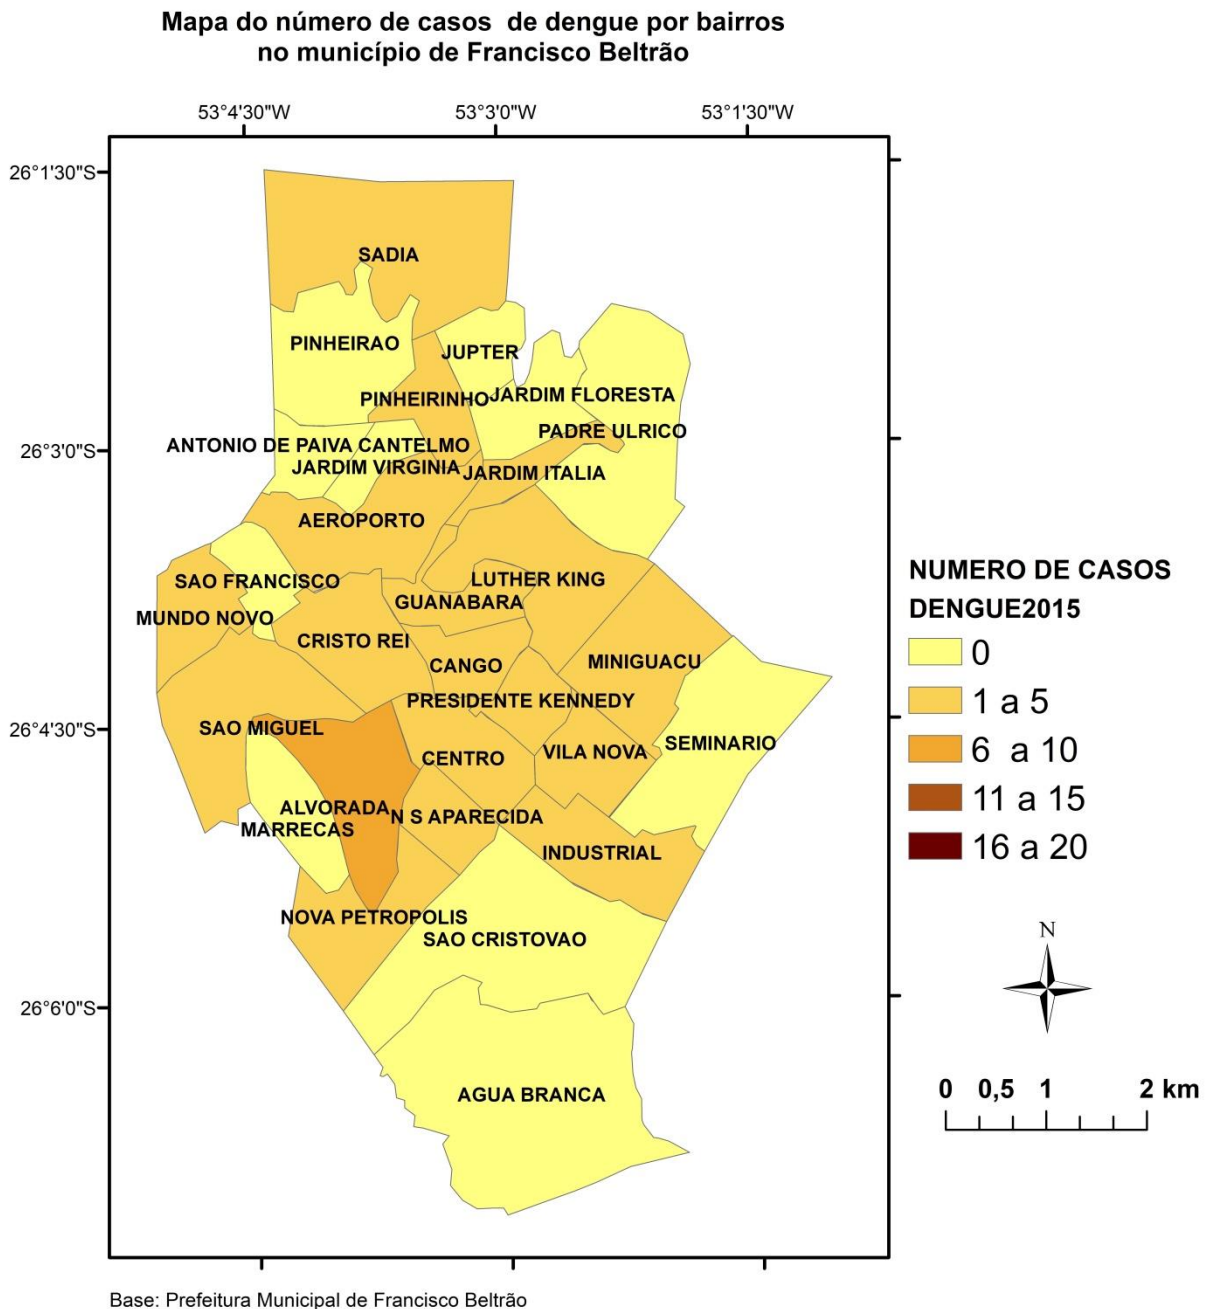 Mapa do número de casos  de dengue por bairros
no município de Francisco Beltrão
53°4'30"W
53°3'0"W
53°1'30"W
26°1'30"S
26°3'0"S
26°4'30"S
26°6'0"S
SADIA
PINHEIRAO
JUPTER
PINHEIRINHO
JARDIM FLORESTA
PADRE ULRICO
ANTONIO DE PAIVA CANTELMO
JARDIM VIRGINIA
JARDIM ITALIA
AEROPORTO
SAO FRANCISCO
LUTHER KING
GUANABARA
MUNDO NOVO
CRISTO REI
CANGO
MINIGUACU
PRESIDENTE KENNEDY
SAO MIGUEL
CENTRO
VILA NOVA
SEMINARIO
ALVORADA
N S APARECIDA
MARRECAS
INDUSTRIAL
NOVA PETROPOLIS
SAO CRISTOVAO
AGUA BRANCA
NUMERO DE CASOS
DENGUE2015
0
1 a 5
6  a 10
11 a 15
16 a 20
N
0 0,5 1 2 km
Base: Prefeitura Municipal de Francisco Beltrão